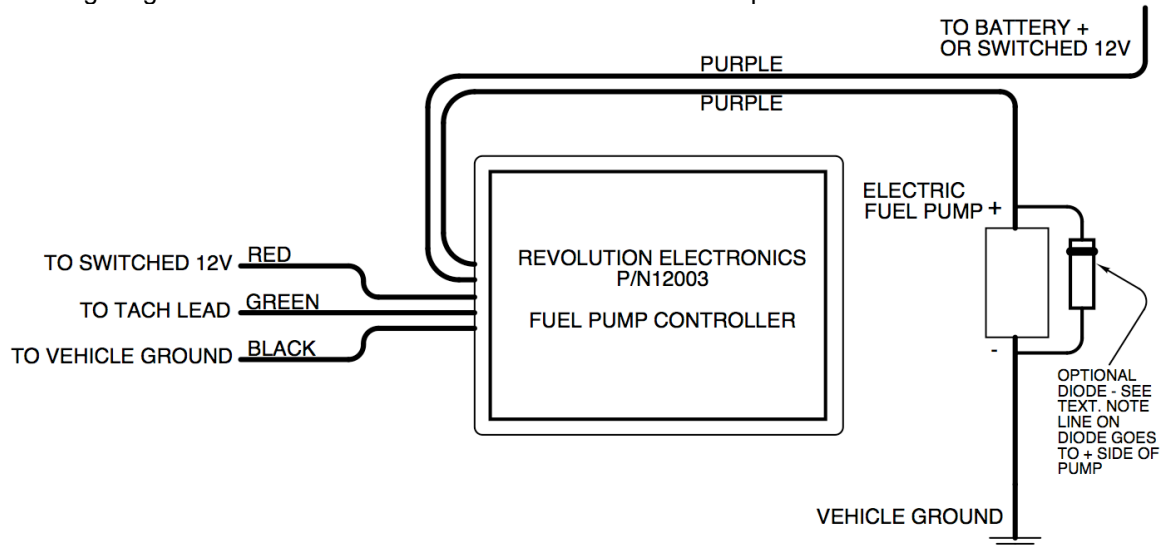 TO BATTERY +
OR SWITCHED 12V
PURPLE
PURPLE
ELECTRIC
FUEL PUMP +
REVOLUTION ELECTRONICS
P/N12003
FUEL PUMP CONTROLLER
TO SWITCHED 12V RED
TO TACH LEAD GREEN
TO VEHICLE GROUND BLACK
-
OPTIONAL
DIODE - SEE
TEXT. NOTE
LINE ON
DIODE GOES
TO + SIDE OF
PUMP
VEHICLE GROUND